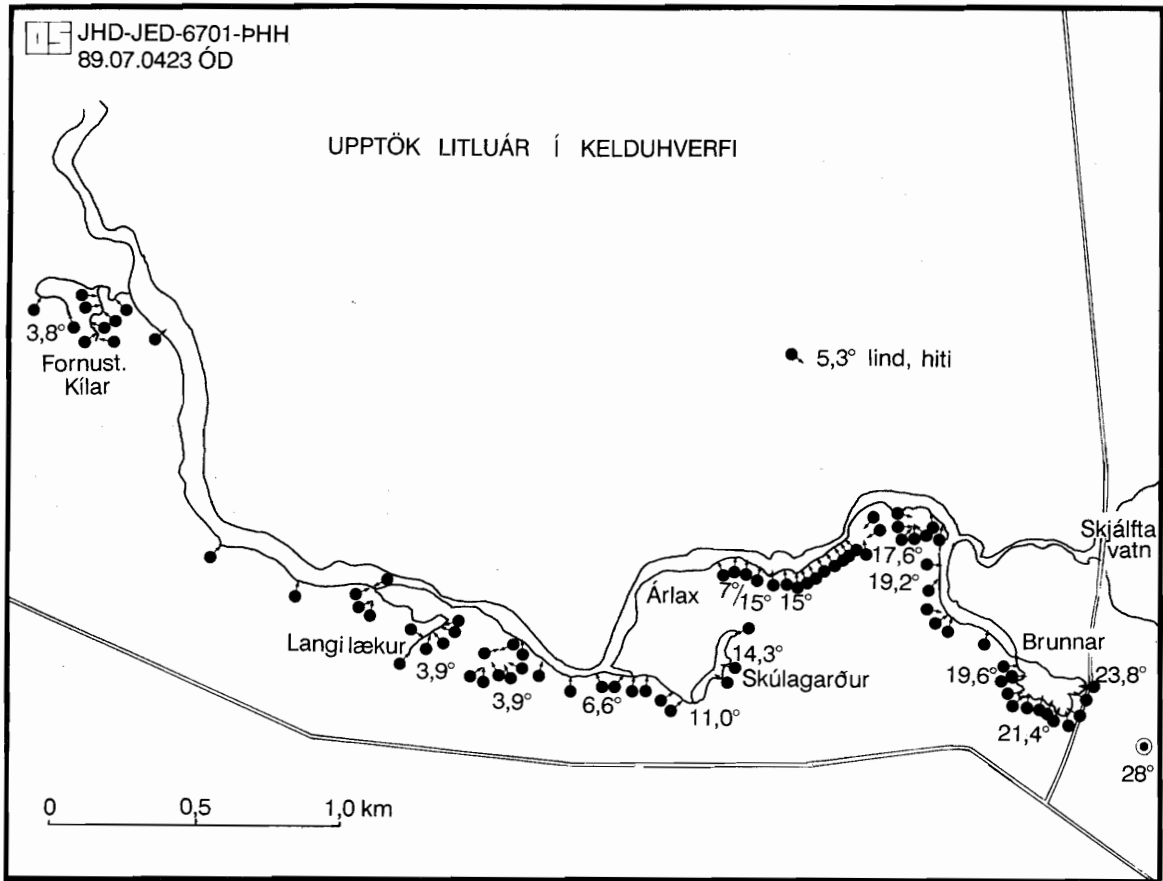 OS JHD-JED-6701-ÞHH
89.07.0423 ÓD
UPPTÖK LITLUÁR Í KELDUHVERFI
3,8°
Fornust.
Kílar
5,3° lind, hiti
Skjálfta
vatn
17,6°
19,2°
7°/15°
15°
Árlax
Langi lækur
3,9°
3,9°
6,6°
11,0°
14,3°
Skúlagarður
Brunnar
19,6°
23,8°
21,4°
28°
0 0,5 1,0 km